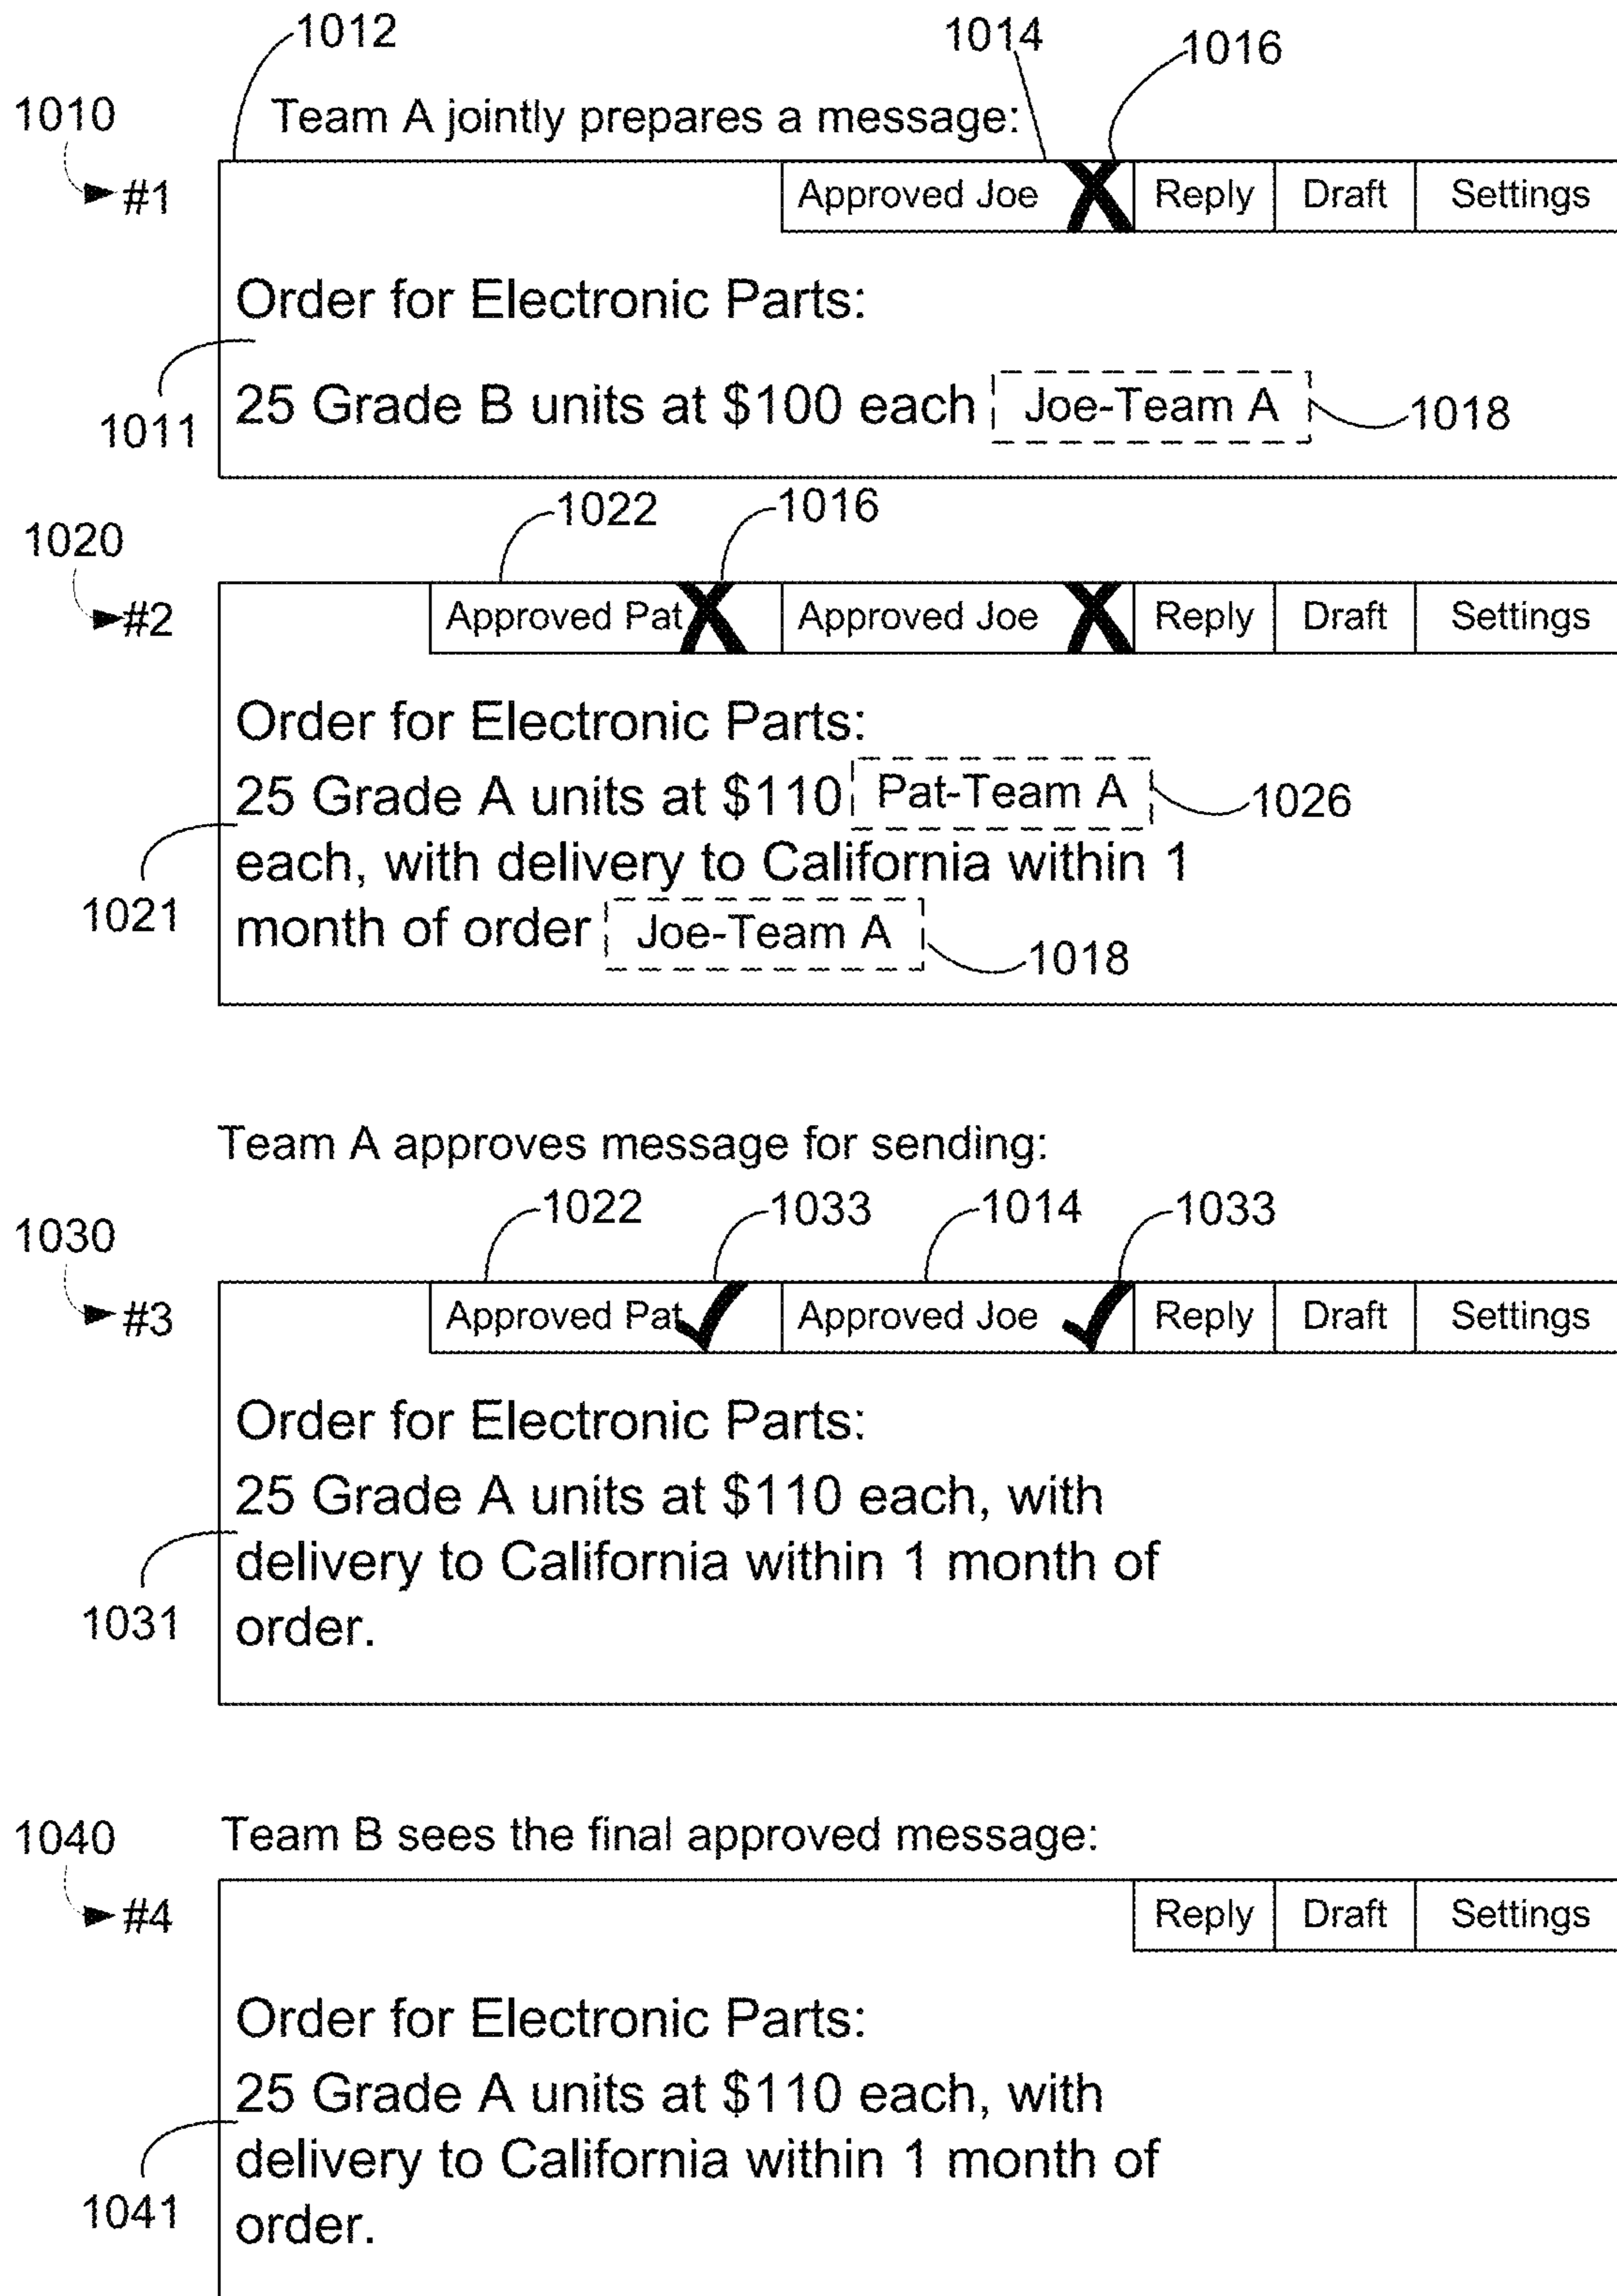 1012
1014
1016
1010
Team A jointly prepares a message:
#1
Approved Joe X Reply Draft Settings
Order for Electronic Parts:
1011
25 Grade B units at $100 each Joe-Team A
1018
1022
1016
1020
#2
Approved Pat X Approved Joe X Reply Draft Settings
Order for Electronic Parts:
25 Grade A units at $110 Pat-Team A
1026
each, with delivery to California within 1
1021
month of order Joe-Team A
1018
Team A approves message for sending:
1022
1033
1014
1033
1030
#3
Approved Pat ✓ Approved Joe ✓ Reply Draft Settings
Order for Electronic Parts:
25 Grade A units at $110 each, with
delivery to California within 1 month of
1031
order.
1040
Team B sees the final approved message:
#4
Reply Draft Settings
Order for Electronic Parts:
25 Grade A units at $110 each, with
delivery to California within 1 month of
1041
order.